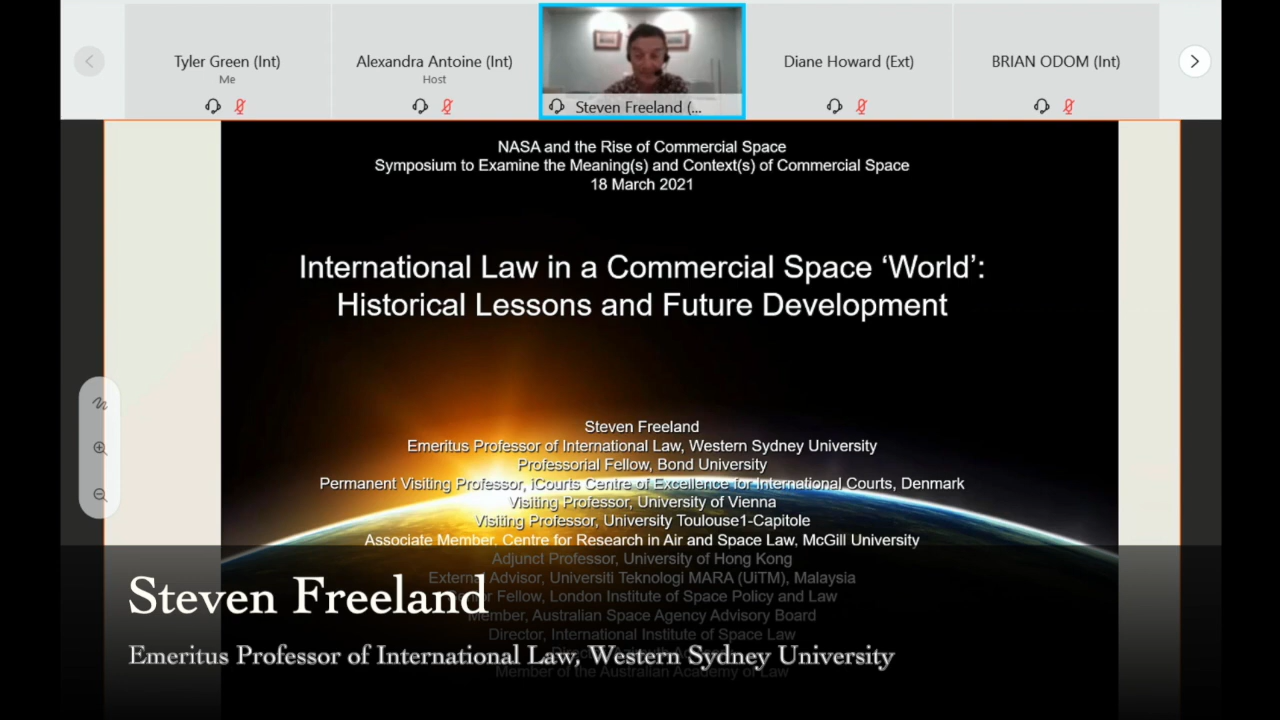 Tyler Green (Int)
Me
Alexandra Antoine (Int)
Host
Steven Freeland (...
Diane Howard (Ext)
BRIAN ODOM (Int)
NASA and the Rise of Commercial Space
Symposium to Examine the Meaning(s) and Context(s) of Commercial Space
18 March 2021
International Law in a Commercial Space ‘World’:
Historical Lessons and Future Development
Steven Freeland
Emeritus Professor of International Law, Western Sydney University
Professorial Fellow, Bond University
Permanent Visiting Professor, iCourts Centre of Excellence for International Courts, Denmark
Visiting Professor, University of Vienna
Visiting Professor, University Toulouse1-Capitole
Associate Member, Centre for Research in Air and Space Law, McGill University
Adjunct Professor, University of Hong Kong
External Advisor, Universiti Teknologi MARA (UiTM), Malaysia
Fellow, London Institute of Space Policy and Law
Member, Australian Space Agency Advisory Board
Director, International Institute of Space Law
Member of the Australian Academy of Law
Steven Freeland
Emeritus Professor of International Law, Western Sydney University